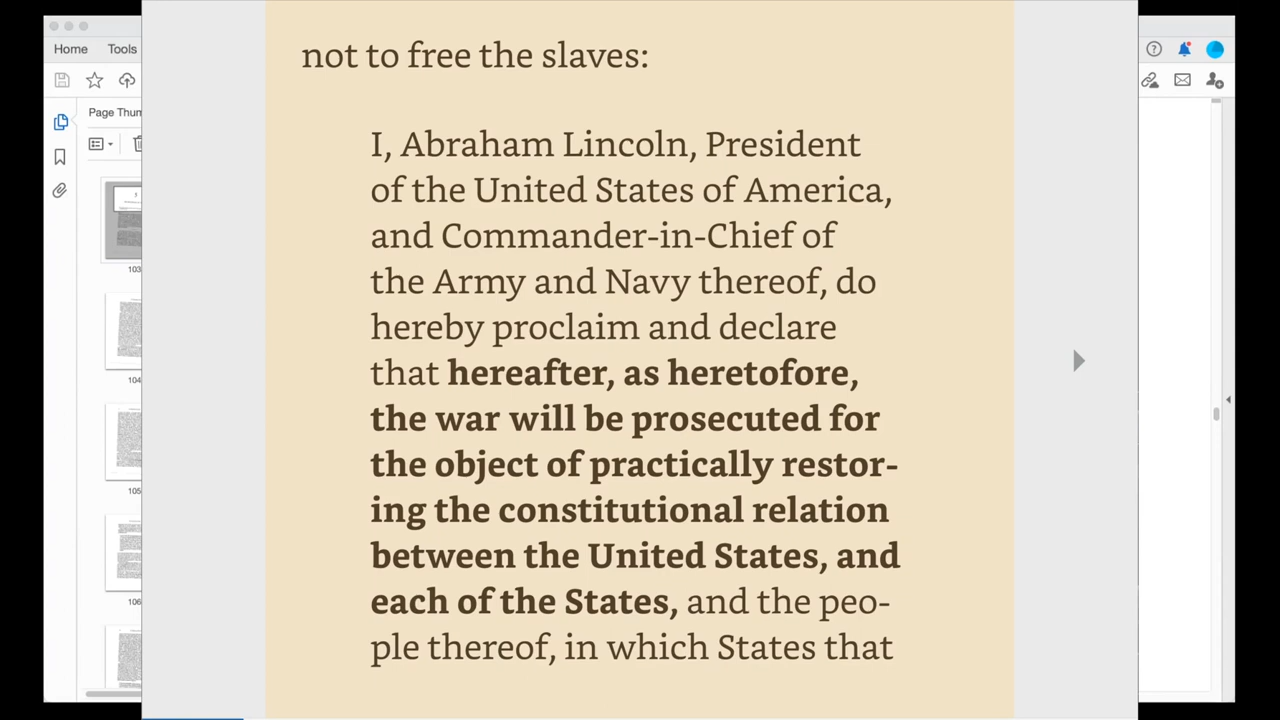 Home Tools
Page Thum
not to free the slaves:
I, Abraham Lincoln, President
of the United States of America,
and Commander-in-Chief of
the Army and Navy thereof, do
hereby proclaim and declare
that hereafter, as heretofore,
the war will be prosecuted for
the object of practically restor-
ing the constitutional relation
between the United States, and
each of the States, and the peo-
ple thereof, in which States that
103
104
105
106